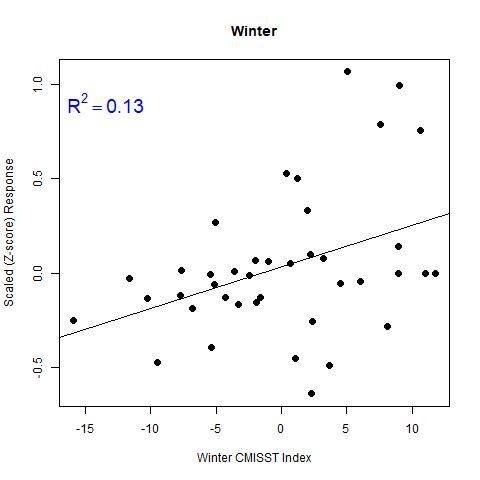 Winter
R² = 0.13
Scaled (Z-score) Response
1.0
0.5
0.0
-0.5
-15 -10 -5 0 5 10
Winter CMISST Index